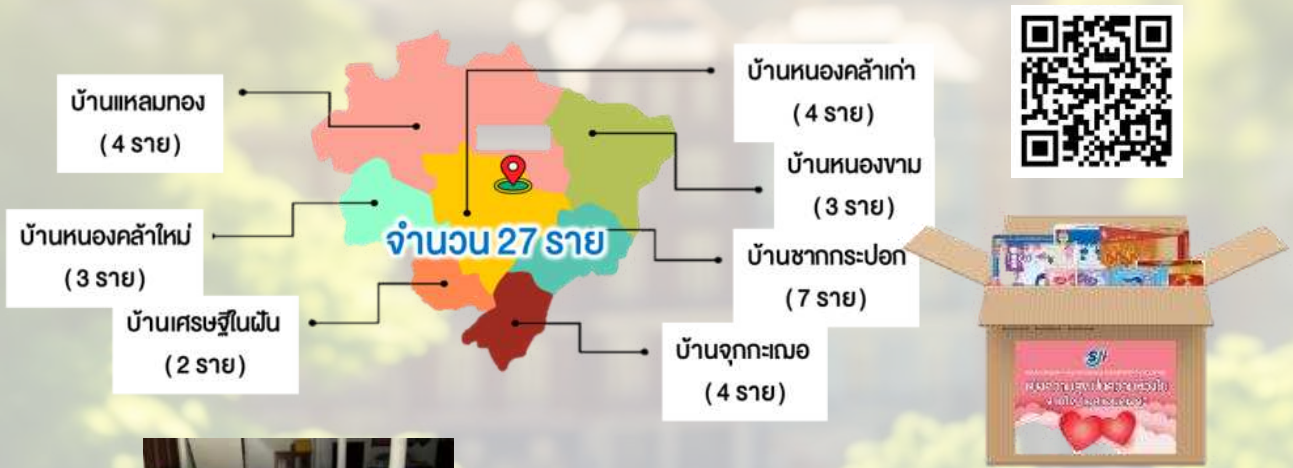 บ้านแหลมทอง
(4 ราย)
บ้านหนองคล้าเก่า
(4 ราย)
บ้านหนองขาม
(3 ราย)
บ้านหนองคล้าใหม่
(3 ราย)
จำนวน 27 ราย
บ้านซากกระปอก
(7 ราย)
บ้านเศรษฐีในฝัน
(2 ราย)
บ้านจุกกะเฌอ
(4 ราย)